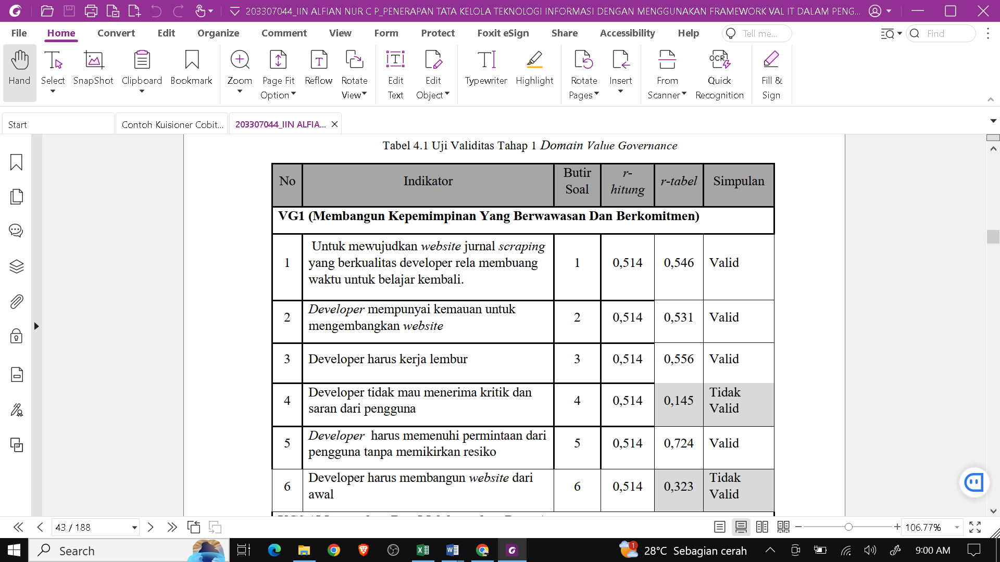 203307044_IIN ALFIAN NUR C P_PENERAPAN TATA KELOLA TEKNOLOGI INFORMASI DENGAN MENGGUNAKAN FRAMEWORK VAL IT DALAM PENG...
File Home Convert Edit Organize Comment View Form Protect Foxit eSign Share Accessibility Help Tell me... Find
Hand Select SnapShot Clipboard Bookmark Zoom Page Fit Option Reflow Rotate View Edit Text Edit Object Typewriter Highlight Rotate Pages Insert From Scanner OCR Quick Recognition Fill & Sign
Start Contoh Kuisioner Cobit... 203307044_IIN ALFIA...
Tabel 4.1 Uji Validitas Tahap 1 Domain Value Governance
No Indikator Butir Soal r-hitung r-tabel Simpulan
VG1 (Membangun Kepemimpinan Yang Berwawasan Dan Berkomitmen)
1 Untuk mewujudkan website jurnal scraping
yang berkualitas developer rela membuang
waktu untuk belajar kembali. 1 0,514 0,546 Valid
2 Developer mempunyai kemauan untuk
mengembangkan website 2 0,514 0,531 Valid
3 Developer harus kerja lembur 3 0,514 0,556 Valid
4 Developer tidak mau menerima kritik dan
saran dari pengguna 4 0,514 0,145 Tidak Valid
5 Developer harus memenuhi permintaan dari
pengguna tanpa memikirkan resiko 5 0,514 0,724 Valid
6 Developer harus membangun website dari
awal 6 0,514 0,323 Tidak Valid
43 / 188 106.77%
Search 1 28°C Sebagian cerah 9:00 AM